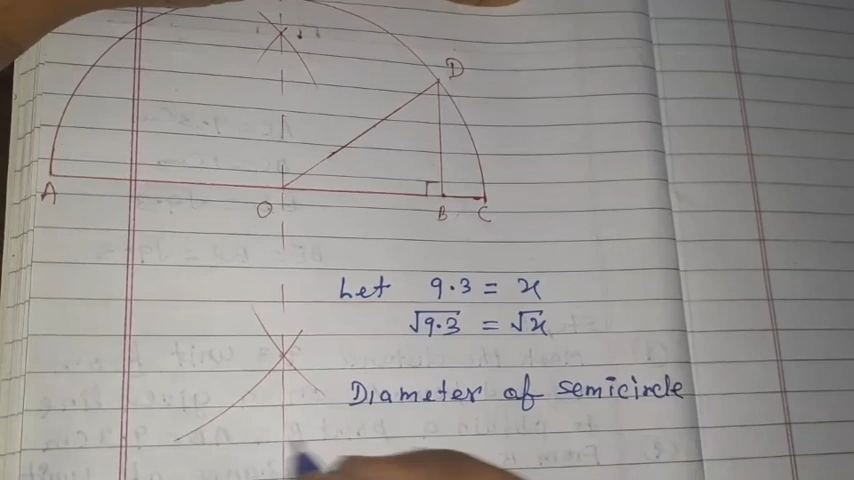 D
A
O
B
C
Let 9.3 = x
√9.3 = √x
Diameter of semicircle